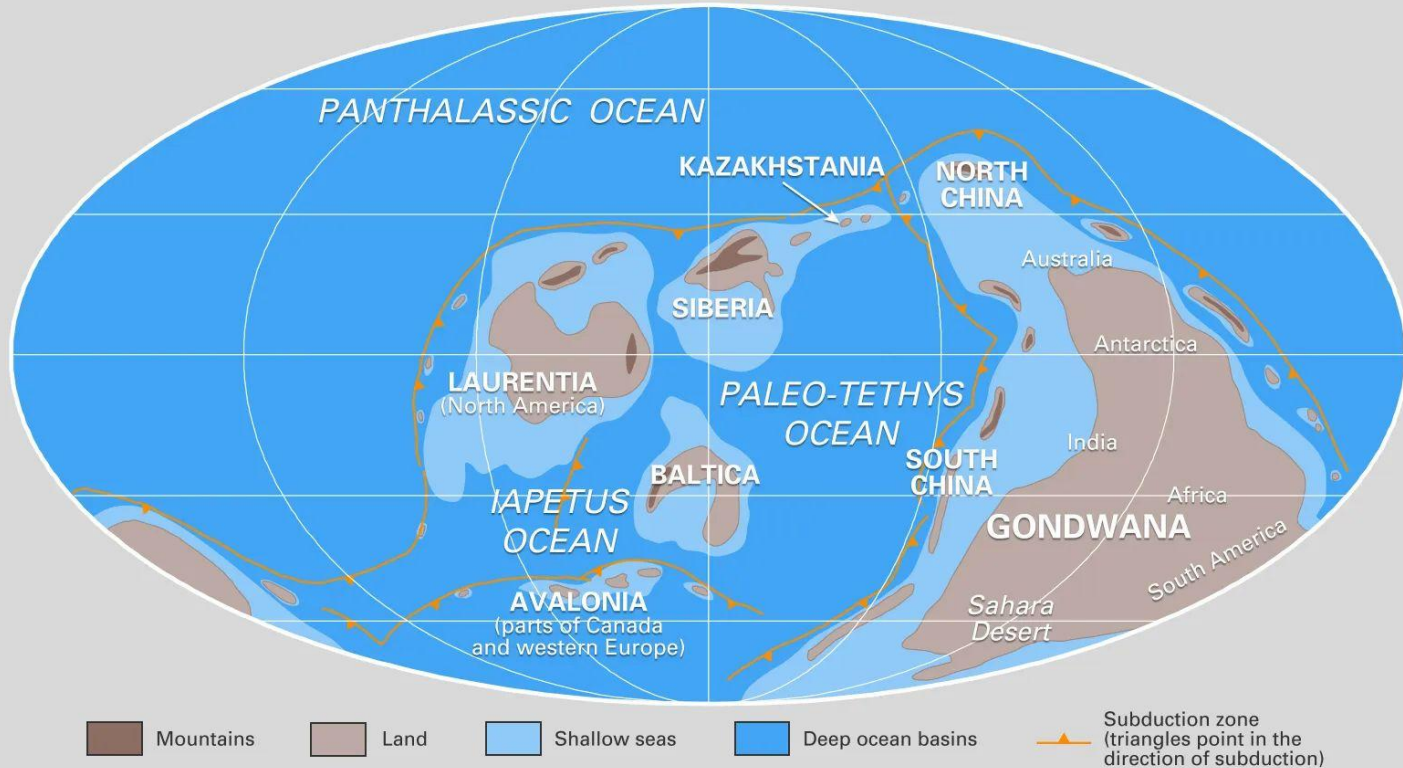 PANTHALASSIC OCEAN
KAZAKHSTANIA
NORTH
CHINA
Australia
SIBERIA
Antarctica
LAURENTIA
(North America)
PALEO-TETHYS
OCEAN
India
SOUTH
CHINA
BALTICA
Africa
IAPETUS
OCEAN
GONDWANA
South America
AVALONIA
(parts of Canada
and western Europe)
Sahara
Desert
Mountains
Land
Shallow seas
Deep ocean basins
Subduction zone
(triangles point in the
direction of subduction)